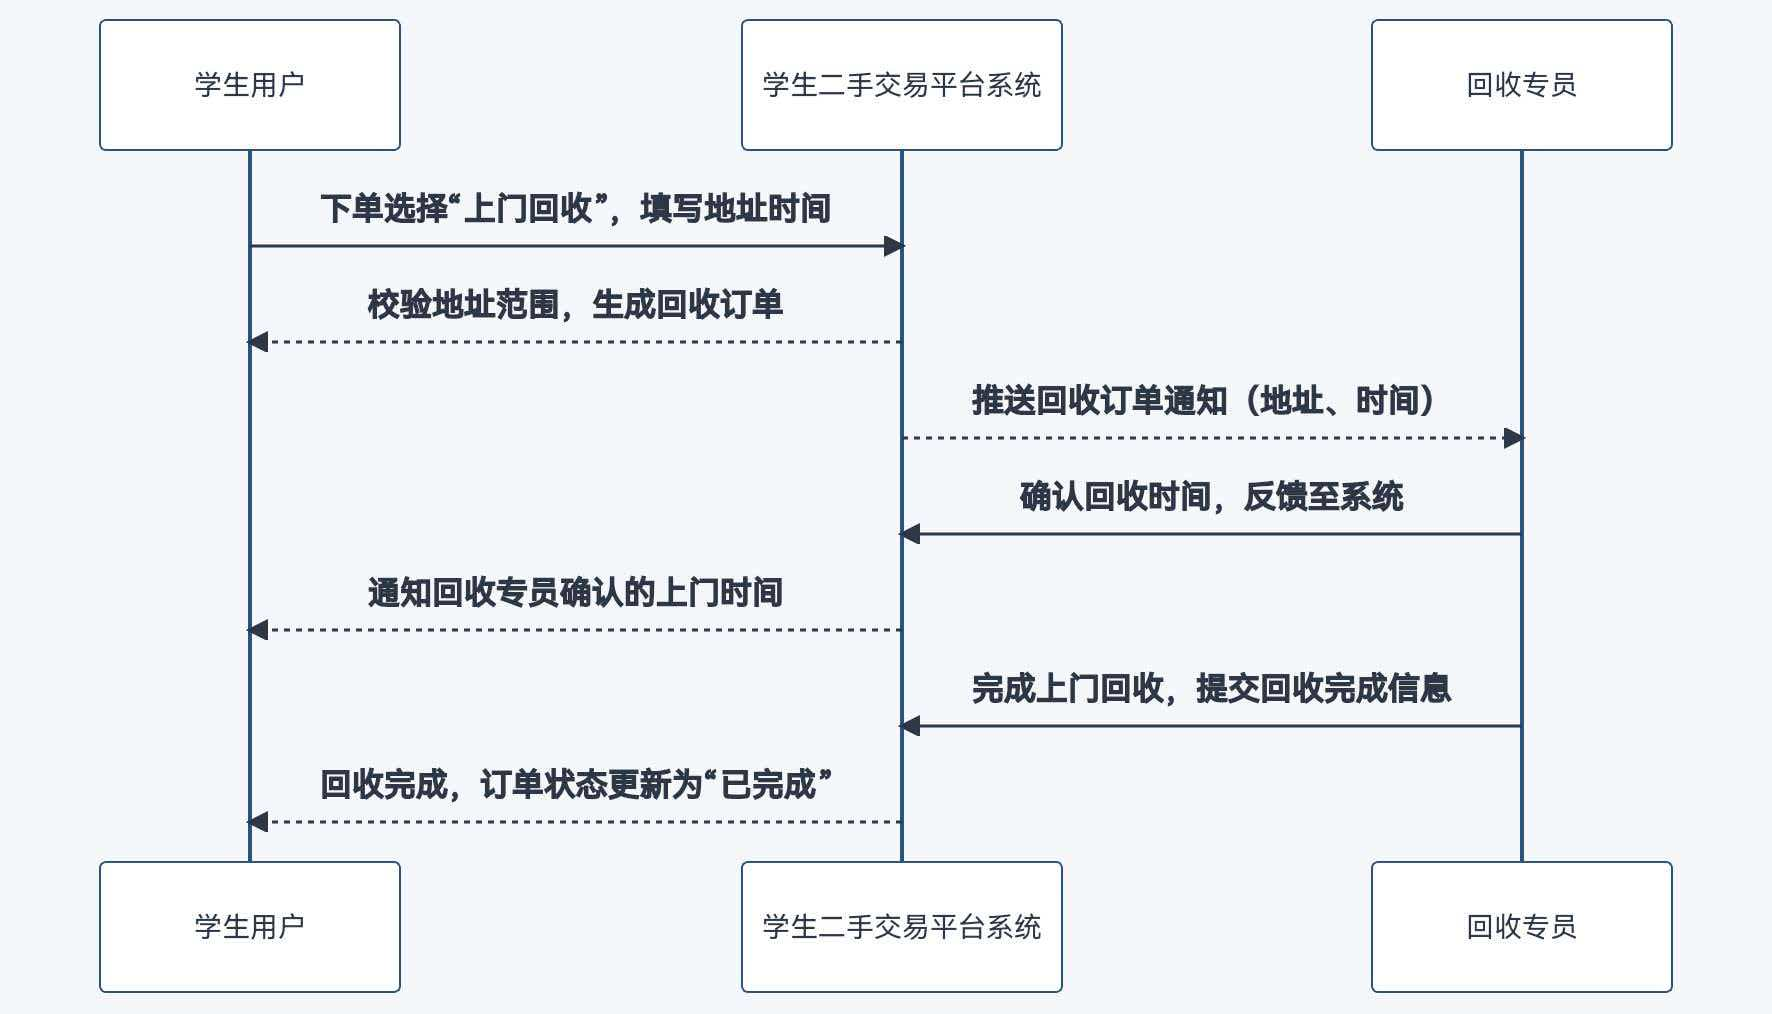 学生用户
学生二手交易平台系统
回收专员
下单选择“上门回收”，填写地址时间
校验地址范围，生成回收订单
推送回收订单通知（地址、时间）
确认回收时间，反馈至系统
通知回收专员确认的上门时间
完成上门回收，提交回收完成信息
回收完成，订单状态更新为“已完成”
学生用户
学生二手交易平台系统
回收专员